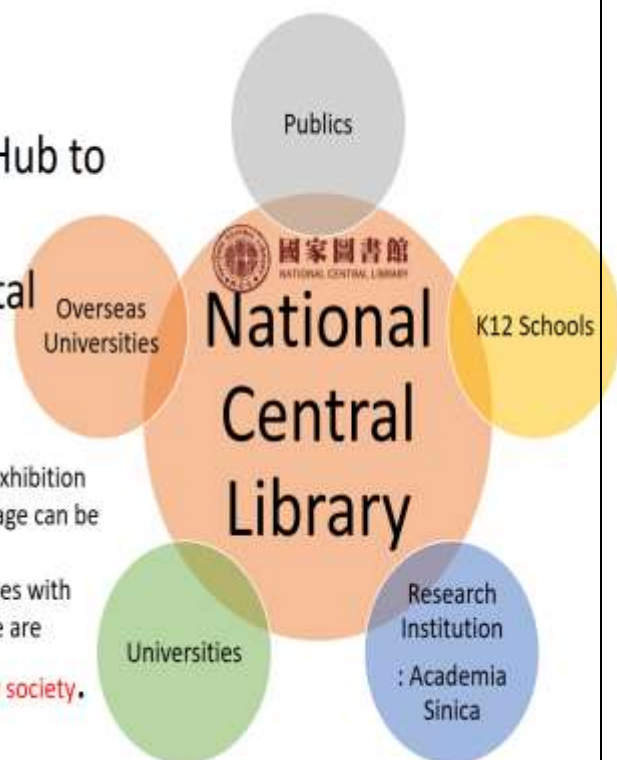 Hub to
xhibition
age can be
es with
e are
society.
Publics
國家圖書館
NATIONAL CENTRAL LIBRARY
National
Central
Library
Overseas
Universities
K12 Schools
Universities
Research
Institution
: Academia
Sinica